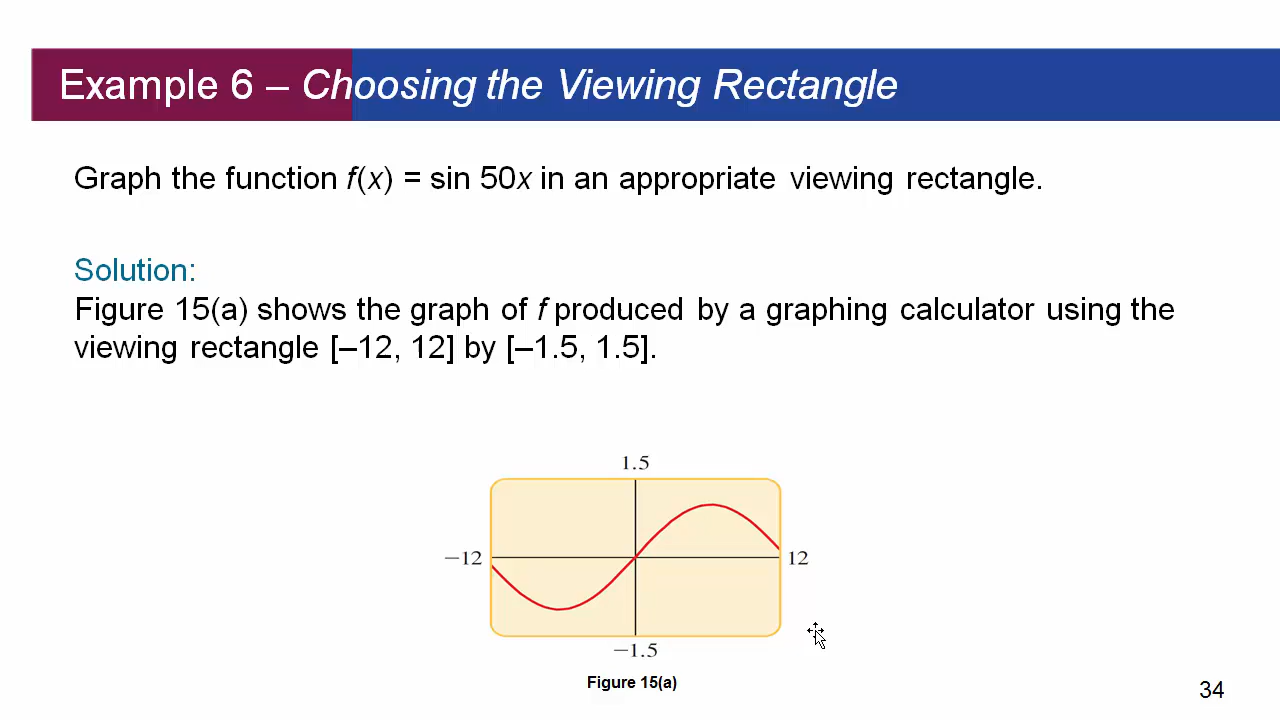 Example 6 – Choosing the Viewing Rectangle
Graph the function f(x) = sin 50x in an appropriate viewing rectangle.
Solution:
Figure 15(a) shows the graph of f produced by a graphing calculator using the
viewing rectangle [–12, 12] by [–1.5, 1.5].
1.5
−12
12
−1.5
Figure 15(a)
34